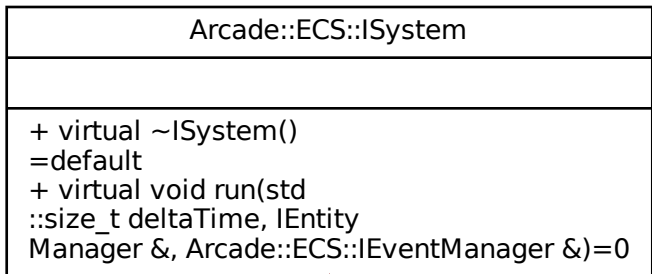 Arcade::ECS::ISystem
+ virtual ~ISystem()
=default
+ virtual void run(std
::size_t deltaTime, IEntity
Manager &, Arcade::ECS::IEventManager &)=0